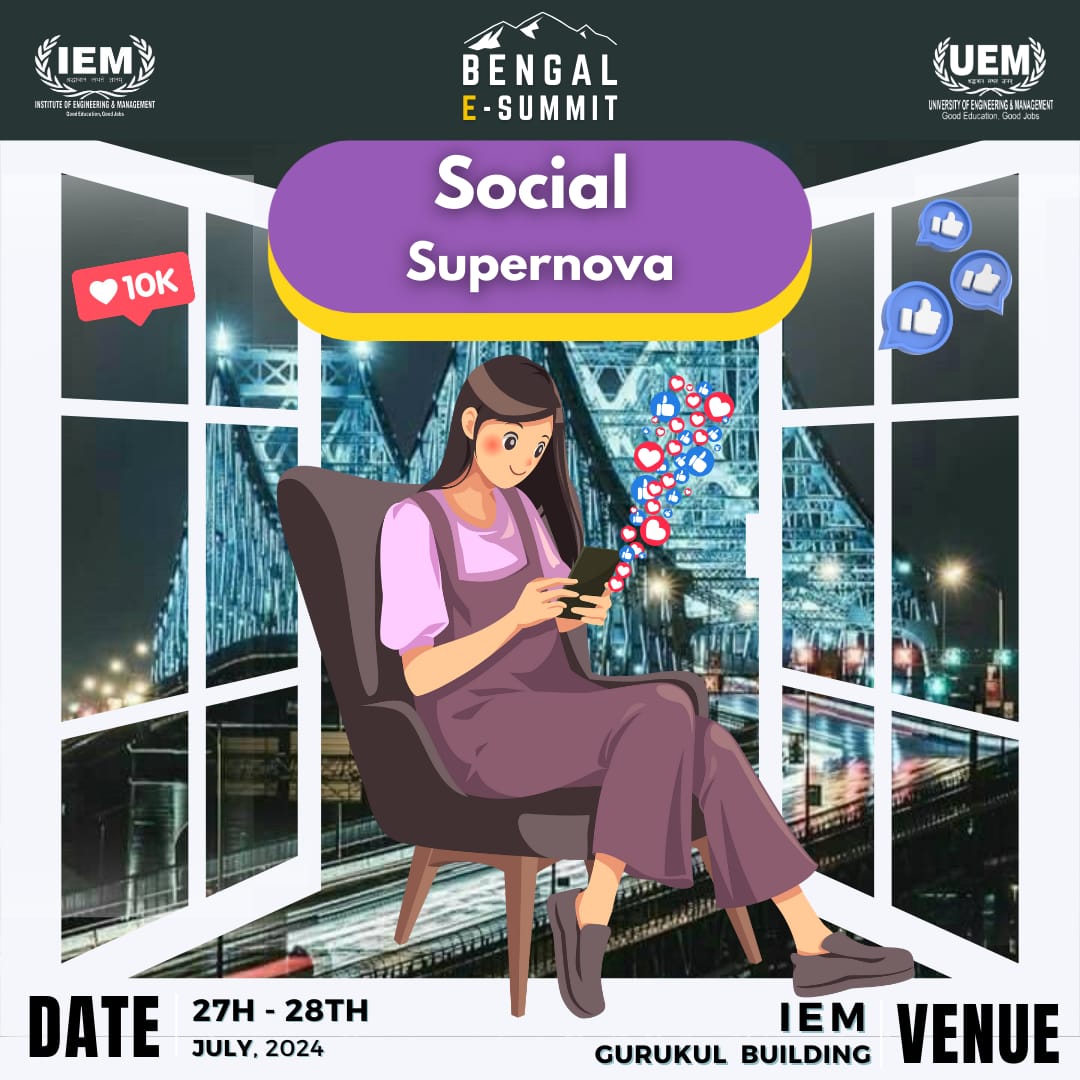 IEM
INSTITUTE OF ENGINEERING & MANAGEMENT
Good Education, Good Jobs
BENGAL
E-SUMMIT
UEM
UNIVERSITY OF ENGINEERING & MANAGEMENT
Good Education, Good Jobs
Social
Supernova
10K
DATE
27H - 28TH
JULY, 2024
IEM
GURUKUL BUILDING
VENUE